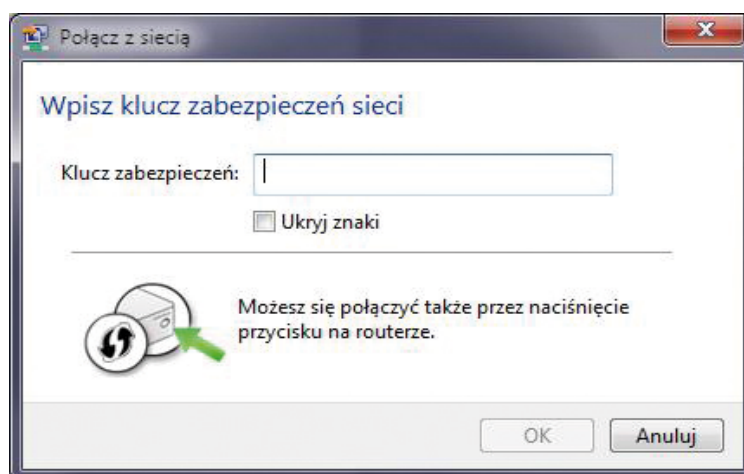 Połącz z siecią
Wpisz klucz zabezpieczeń sieci
Klucz zabezpieczeń:
Ukryj znaki
Możesz się połączyć także przez naciśnięcie
przycisku na routerze.
OK Anuluj